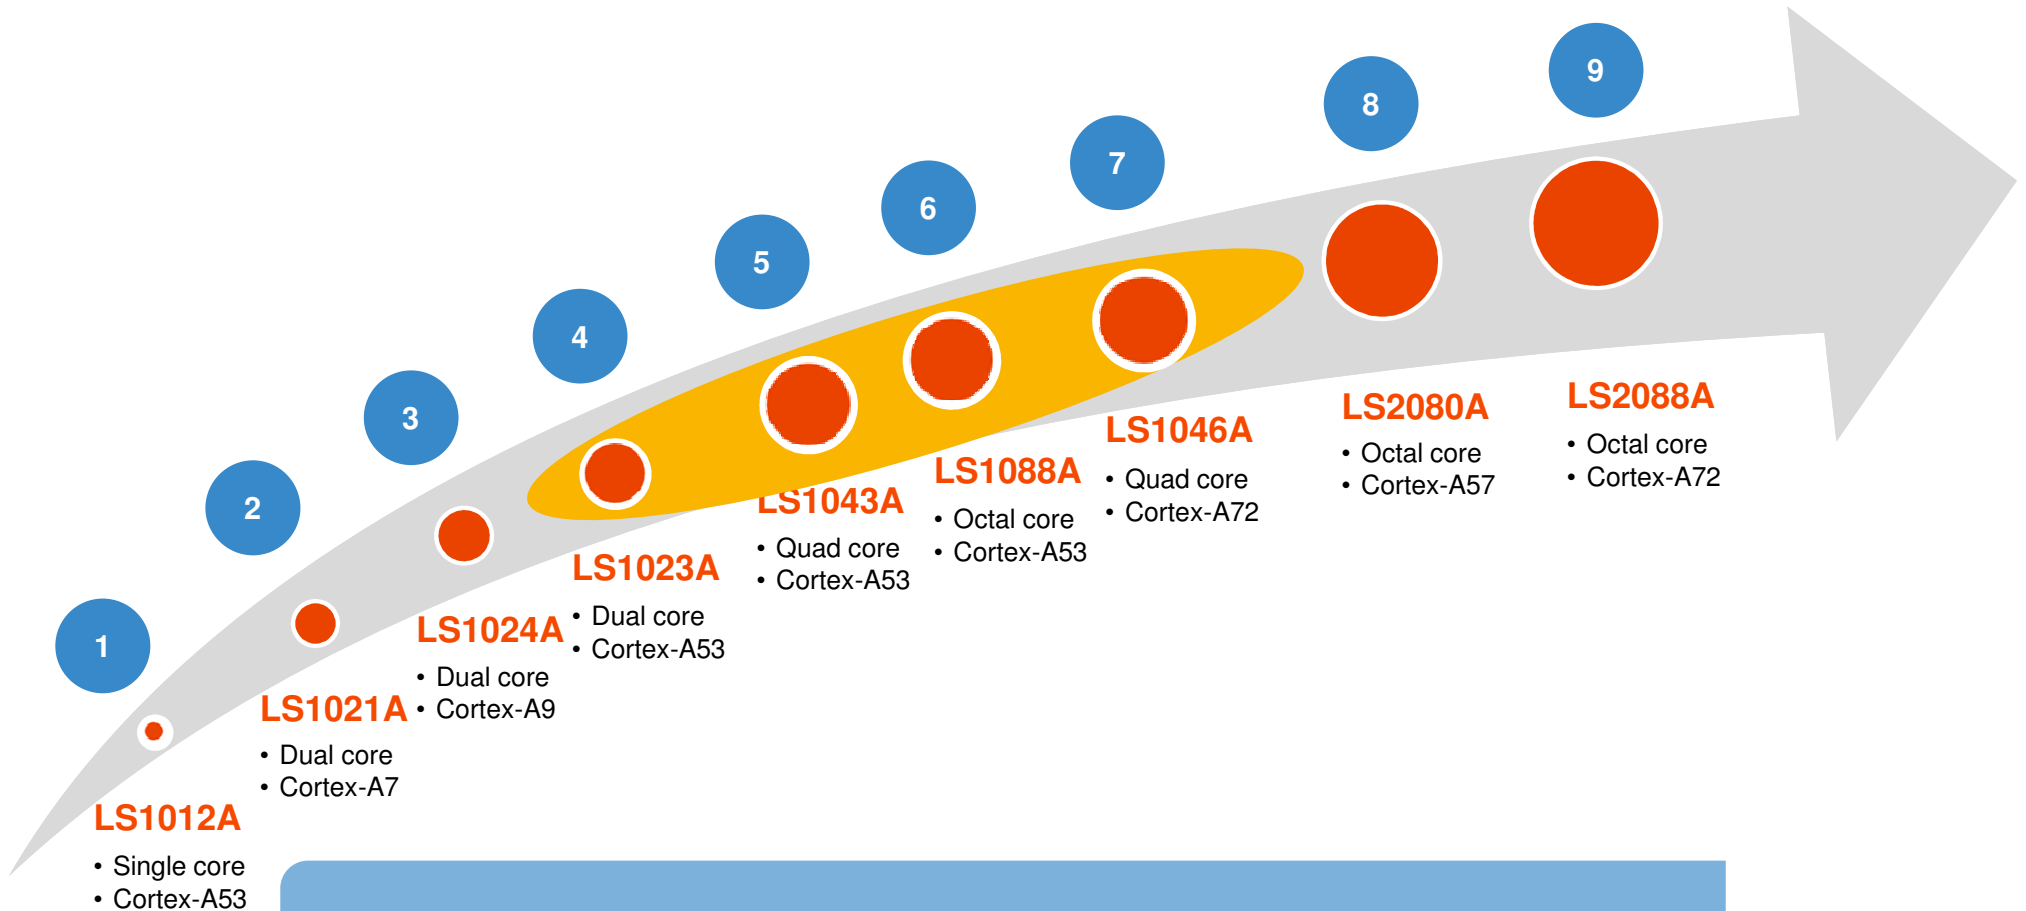 1
LS1012A
• Single core
• Cortex-A53
2
LS1021A
• Dual core
• Cortex-A7
3
LS1024A
• Dual core
• Cortex-A9
4
LS1023A
• Dual core
• Cortex-A53
5
LS1043A
• Quad core
• Cortex-A53
6
LS1088A
• Octal core
• Cortex-A53
7
LS1046A
• Quad core
• Cortex-A72
8
LS2080A
• Octal core
• Cortex-A57
9
LS2088A
• Octal core
• Cortex-A72